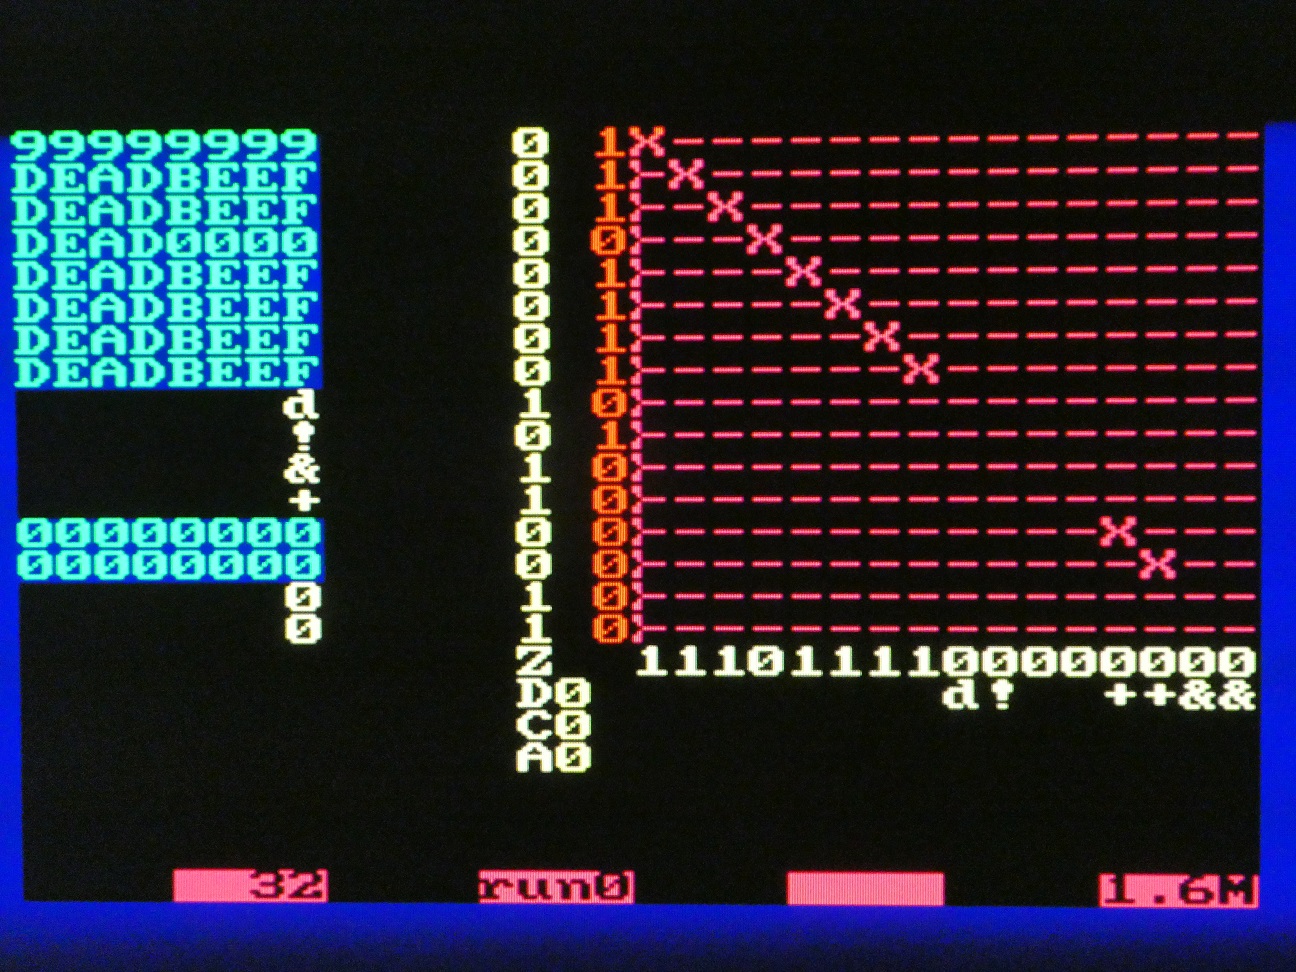 99999999 0 1X---------------
DEADBEEF 0 1-X--------------
DEADBEEF 0 1--X-------------
DEAD0000 0 0---X------------
DEADBEEF 0 1----X-----------
DEADBEEF 0 1-----X----------
DEADBEEF 0 1------X---------
DEADBEEF 0 1-------X--------
d 1 0----------------
! 0 1----------------
& 1 0----------------
+ 1 0----------------
00000000 0 0------------X---
00000000 0 0-------------X--
0 1 0----------------
0 1 0----------------
Z 1110111100000000
D0 d! ++&&
C0
A0
32 run0 1.6M